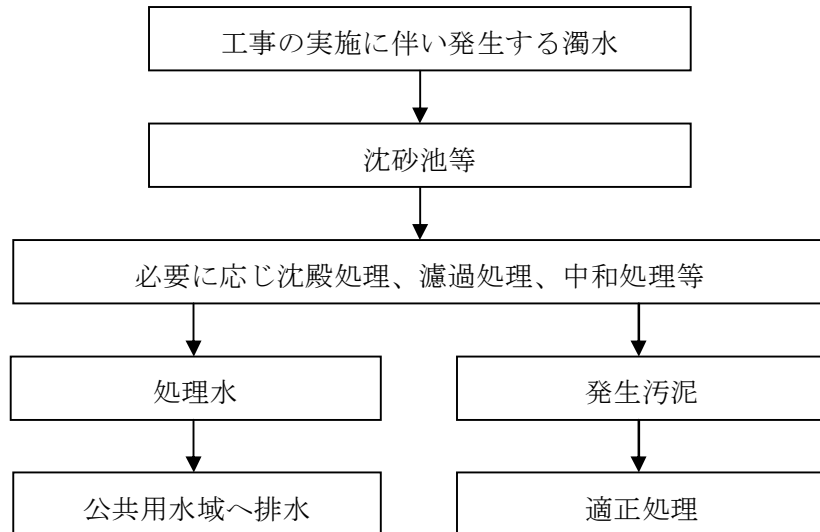 工事の実施に伴い発生する濁水
沈砂池等
必要に応じ沈殿処理、濾過処理、中和処理等
処理水
発生汚泥
公共用水域へ排水
適正処理